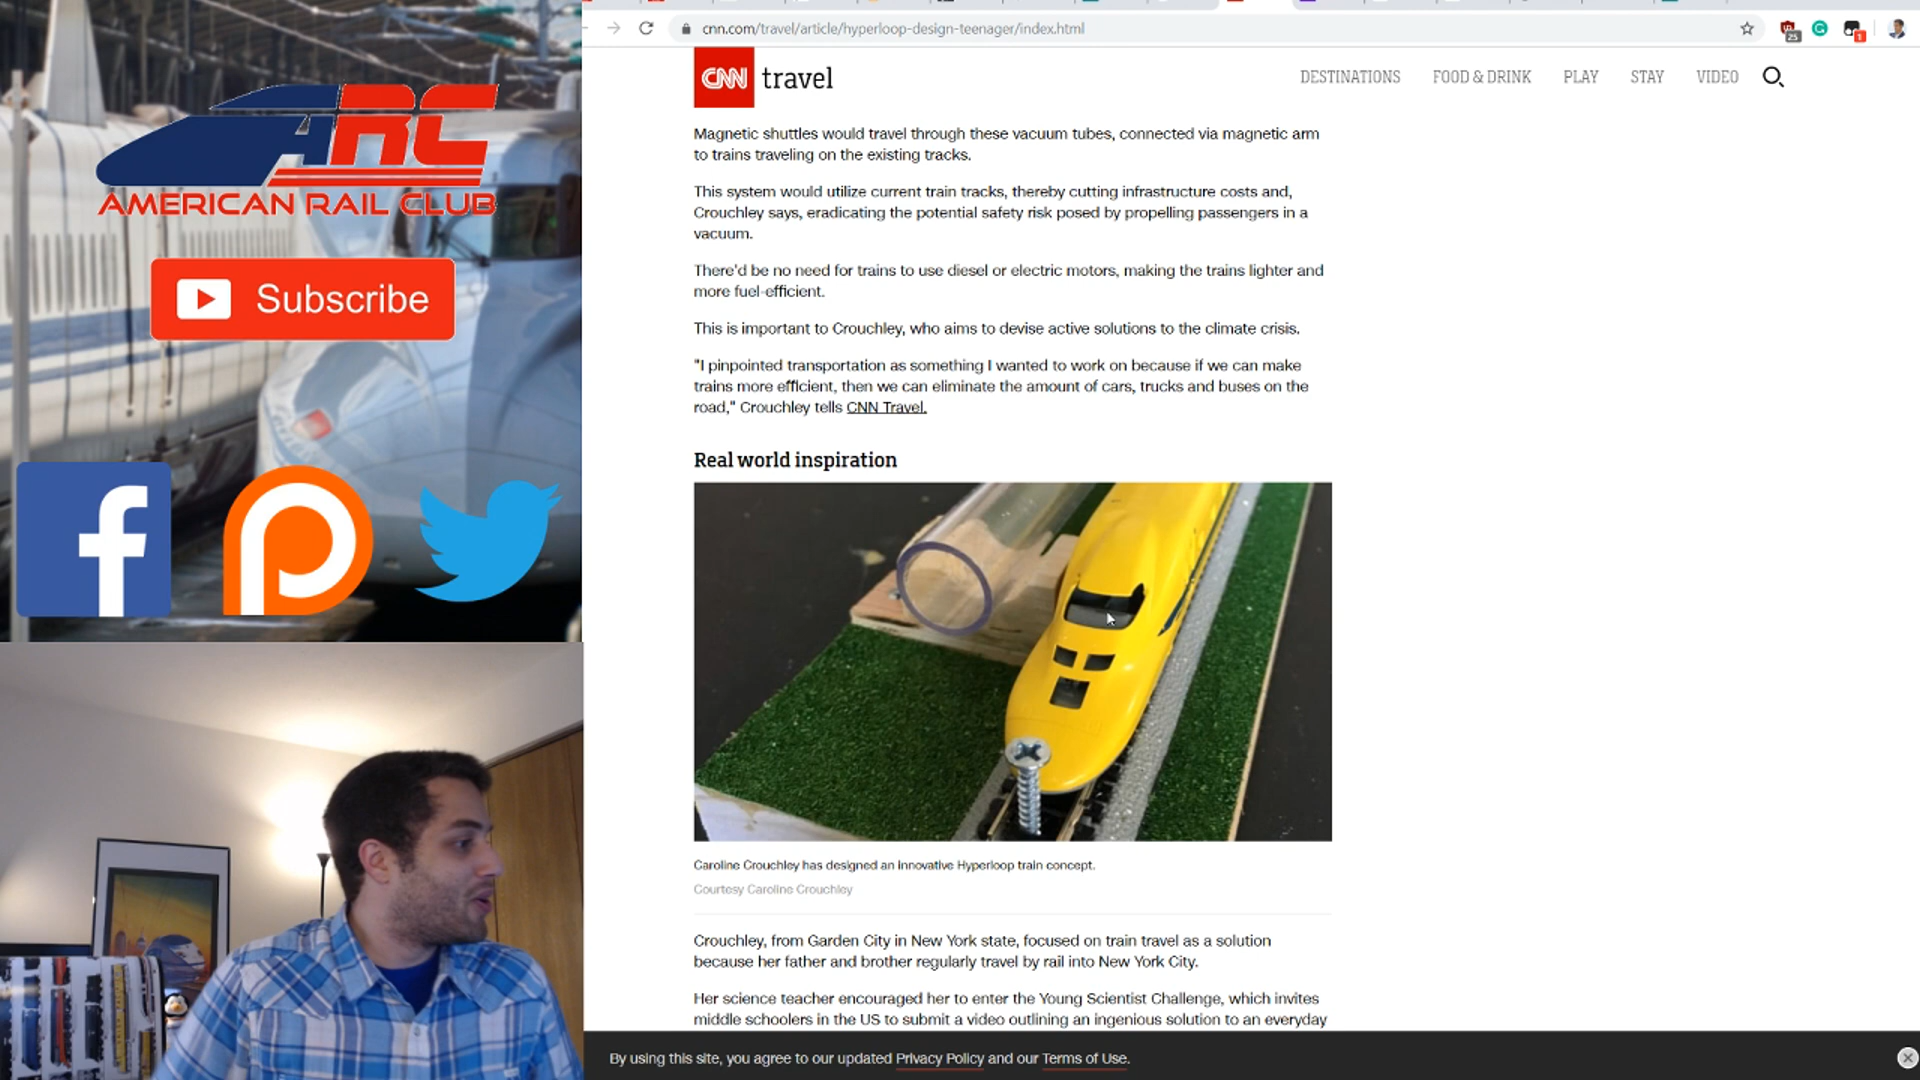 ARC
AMERICAN RAIL CLUB
Subscribe
cnn.com/travel/article/hyperloop-design-teenager/index.html
25
1
CNN travel
DESTINATIONS FOOD & DRINK PLAY STAY VIDEO
Magnetic shuttles would travel through these vacuum tubes, connected via magnetic arm
to trains traveling on the existing tracks.
This system would utilize current train tracks, thereby cutting infrastructure costs and,
Crouchley says, eradicating the potential safety risk posed by propelling passengers in a
vacuum.
There'd be no need for trains to use diesel or electric motors, making the trains lighter and
more fuel-efficient.
This is important to Crouchley, who aims to devise active solutions to the climate crisis.
"I pinpointed transportation as something I wanted to work on because if we can make
trains more efficient, then we can eliminate the amount of cars, trucks and buses on the
road," Crouchley tells CNN Travel.
Real world inspiration
Caroline Crouchley has designed an innovative Hyperloop train concept.
Courtesy Caroline Crouchley
Crouchley, from Garden City in New York state, focused on train travel as a solution
because her father and brother regularly travel by rail into New York City.
Her science teacher encouraged her to enter the Young Scientist Challenge, which invites
middle schoolers in the US to submit a video outlining an ingenious solution to an everyday
By using this site, you agree to our updated Privacy Policy and our Terms of Use.